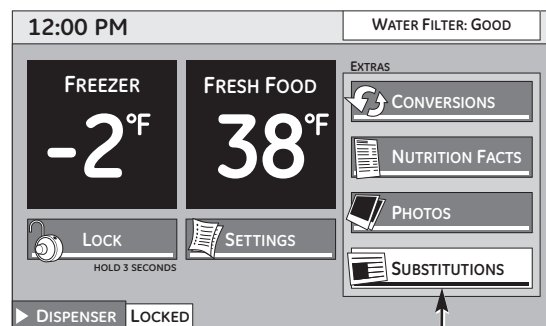 12:00 PM
WATER FILTER: GOOD
FREEZER
-2°F
FRESH FOOD
38°F
EXTRAS
CONVERSIONS
NUTRITION FACTS
PHOTOS
SUBSTITUTIONS
LOCK
HOLD 3 SECONDS
SETTINGS
DISPENSER LOCKED